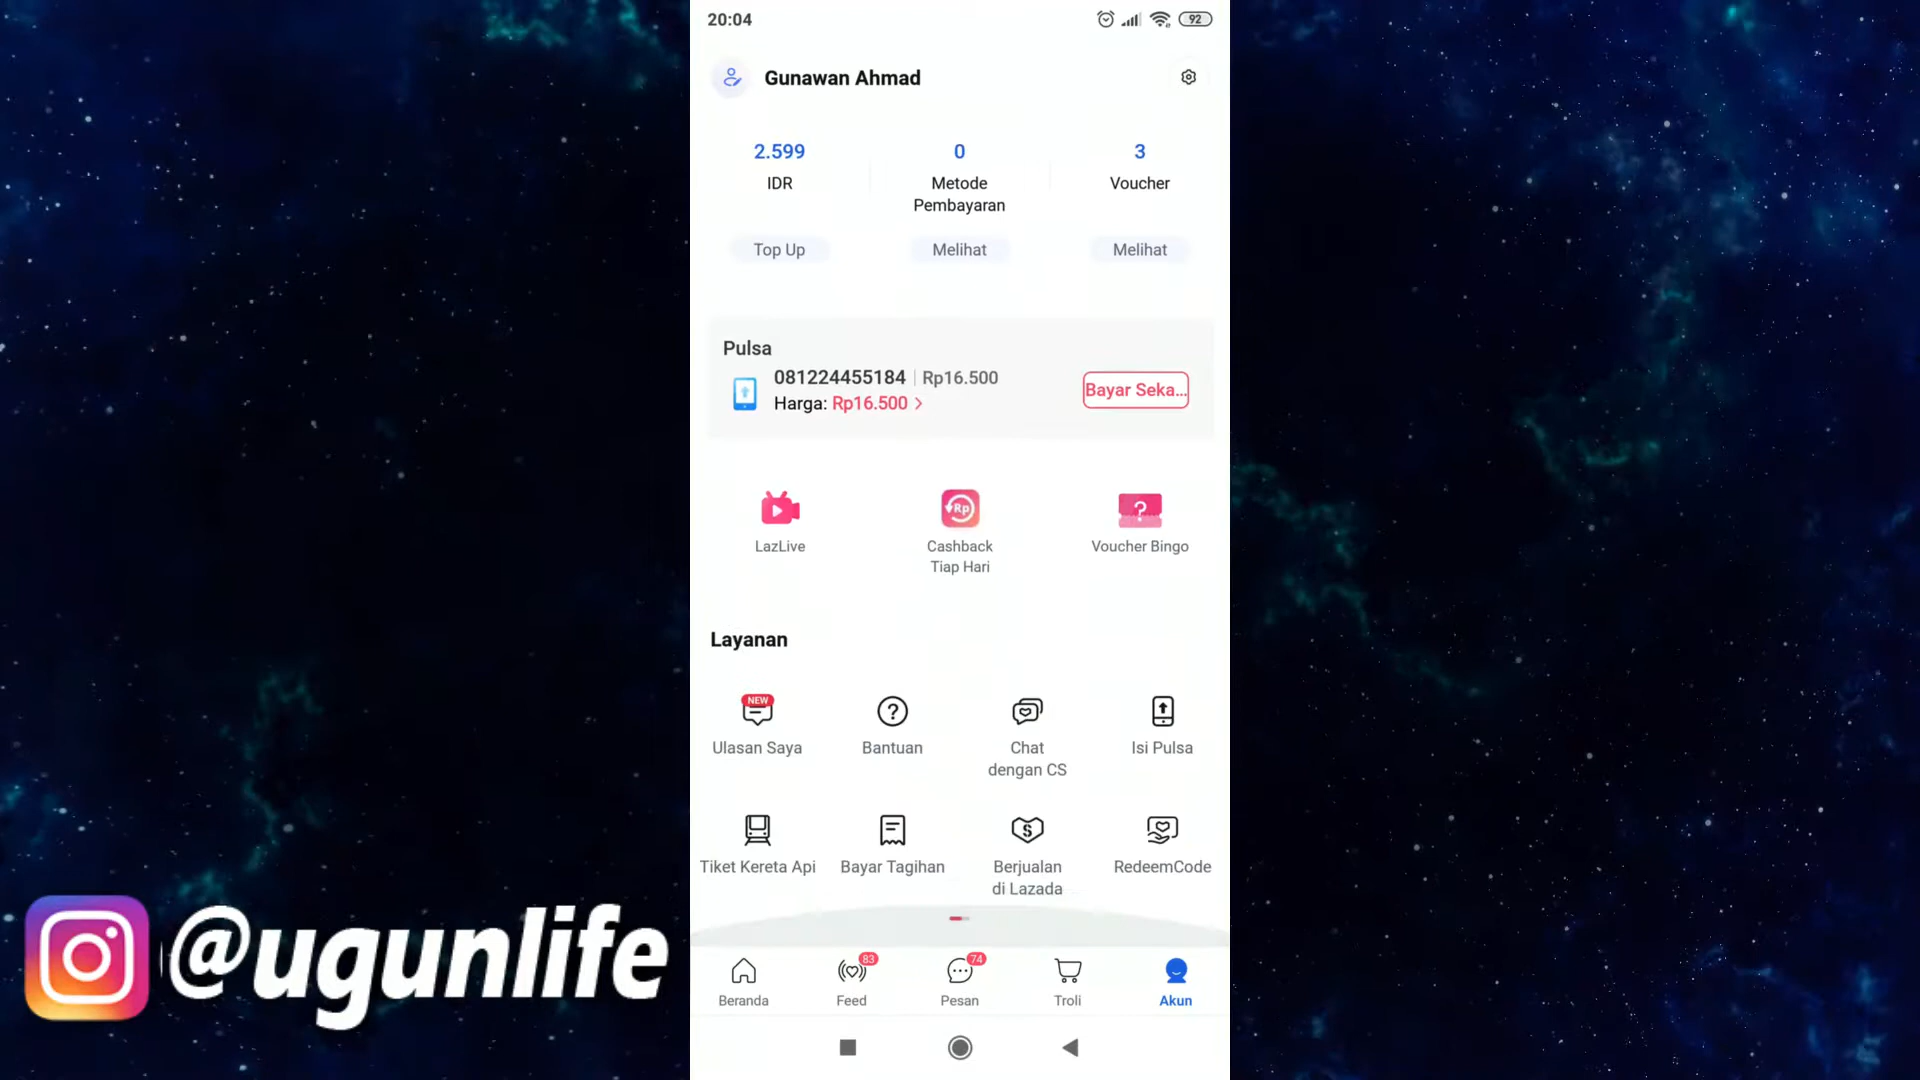 20:04
92
Gunawan Ahmad
2.599
IDR
Top Up
0
Metode
Pembayaran
Melihat
3
Voucher
Melihat
Pulsa
081224455184 | Rp16.500
Harga: Rp16.500 >
Bayar Seka...
LazLive
Rp
Cashback
Tiap Hari
?
Voucher Bingo
Layanan
NEW
Ulasan Saya
?
Bantuan
Chat
dengan CS
Isi Pulsa
Tiket Kereta Api
Bayar Tagihan
$
Berjualan
di Lazada
RedeemCode
@ugunlife
Beranda
83
Feed
74
Pesan
Troli
Akun